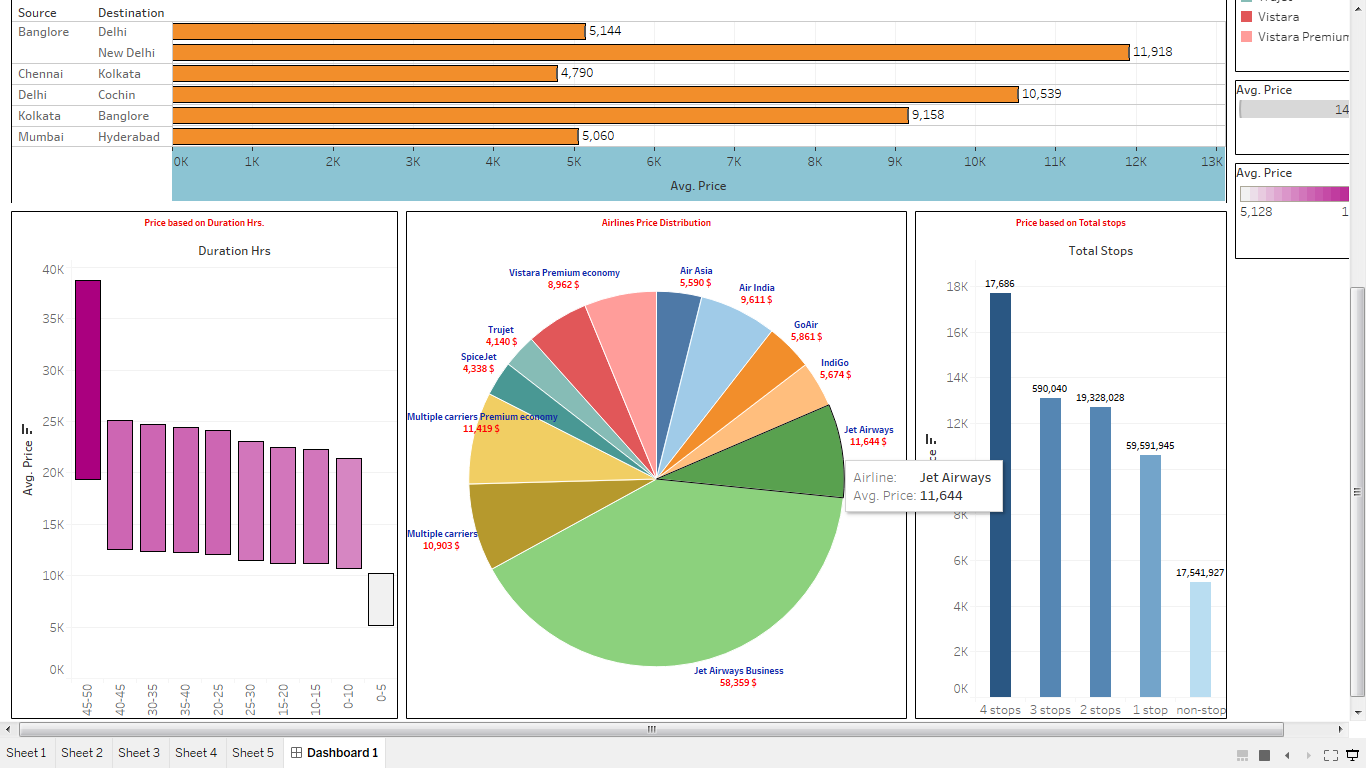 Source Destination
Banglore Delhi 5,144
New Delhi 11,918
Chennai Kolkata 4,790
Delhi Cochin 10,539
Kolkata Banglore 9,158
Mumbai Hyderabad 5,060
0K 1K 2K 3K 4K 5K 6K 7K 8K 9K 10K 11K 12K 13K
Avg. Price
Vistara
Vistara Premium
Avg. Price
14
Avg. Price
5,128 1
Price based on Duration Hrs.
Duration Hrs
40K
35K
30K
25K
20K
15K
10K
5K
0K
Avg. Price
45-50 40-45 30-35 35-40 20-25 25-30 15-20 10-15 0-10 0-5
Airlines Price Distribution
Air Asia
5,590 $
Air India
9,611 $
GoAir
5,861 $
IndiGo
5,674 $
Jet Airways
11,644 $
Airline: Jet Airways
Avg. Price: 11,644
Jet Airways Business
58,359 $
Multiple carriers
10,903 $
Multiple carriers Premium economy
11,419 $
SpiceJet
4,338 $
Trujet
4,140 $
Vistara Premium economy
8,962 $
Price based on Total stops
Total Stops
18K
16K
14K
12K
8K
6K
4K
2K
0K
17,686
590,040
19,328,028
59,591,945
17,541,927
4 stops 3 stops 2 stops 1 stop non-stop
Sheet 1 Sheet 2 Sheet 3 Sheet 4 Sheet 5 Dashboard 1